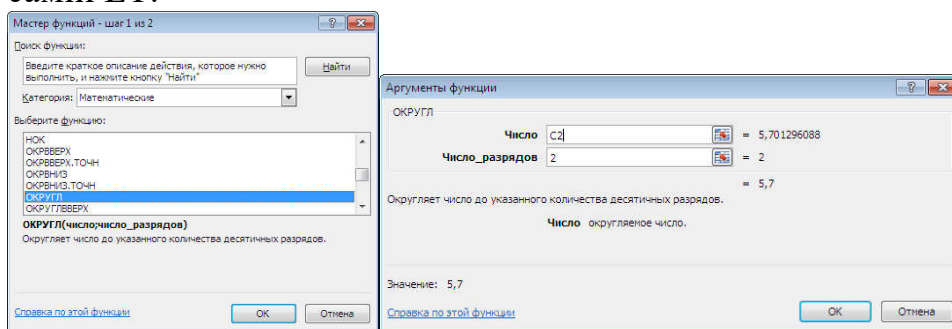 Мастер функций - шаг 1 из 2
Поиск функции:
Введите краткое описание действия, которое нужно
выполнить, и нажмите кнопку "Найти"
Найти
Категория: Математические
Выберите функцию:
НОК
ОКРВВЕРХ
ОКРВВЕРХ.ТОЧН
ОКРВНИЗ
ОКРВНИЗ.ТОЧН
ОКРУГЛ
ОКРУГЛВВЕРХ
ОКРУГЛ(число;число_разрядов)
Округляет число до указанного количества десятичных разрядов.
Справка по этой функции
ОК
Отмена
Аргументы функции
ОКРУГЛ
Число C2 = 5,701296088
Число_разрядов 2 = 2
= 5,7
Округляет число до указанного количества десятичных разрядов.
Число округляемое число.
Значение: 5,7
Справка по этой функции
ОК
Отмена